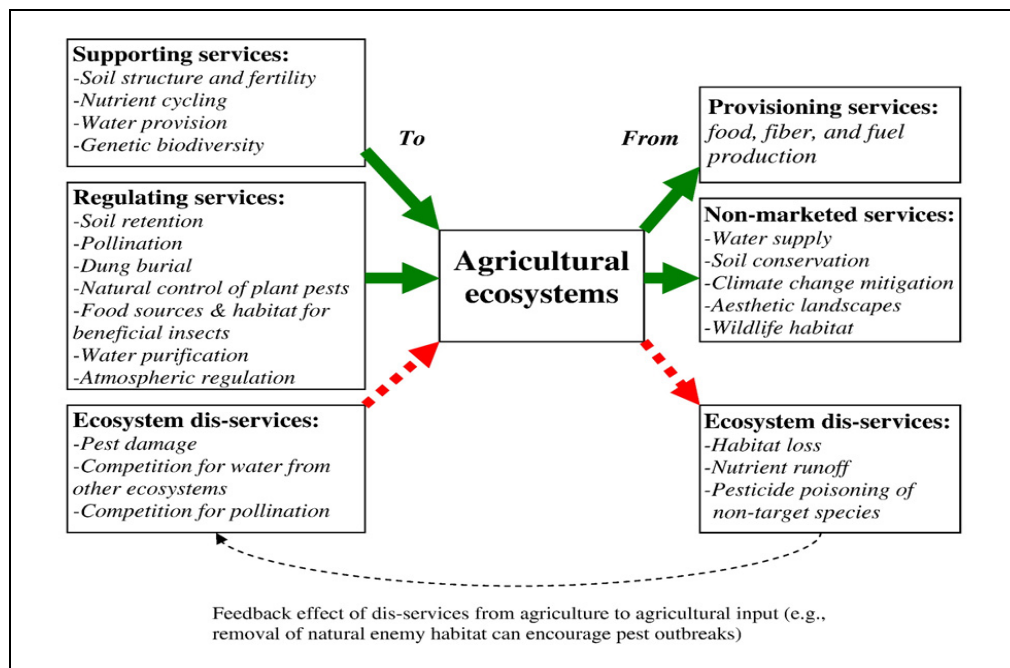 Supporting services:
-Soil structure and fertility
-Nutrient cycling
-Water provision
-Genetic biodiversity
To
From
Provisioning services:
food, fiber, and fuel
production
Regulating services:
-Soil retention
-Pollination
-Dung burial
-Natural control of plant pests
-Food sources & habitat for
beneficial insects
-Water purification
-Atmospheric regulation
Agricultural
ecosystems
Non-marketed services:
-Water supply
-Soil conservation
-Climate change mitigation
-Aesthetic landscapes
-Wildlife habitat
Ecosystem dis-services:
-Pest damage
-Competition for water from
other ecosystems
-Competition for pollination
Ecosystem dis-services:
-Habitat loss
-Nutrient runoff
-Pesticide poisoning of
non-target species
Feedback effect of dis-services from agriculture to agricultural input (e.g.,
removal of natural enemy habitat can encourage pest outbreaks)